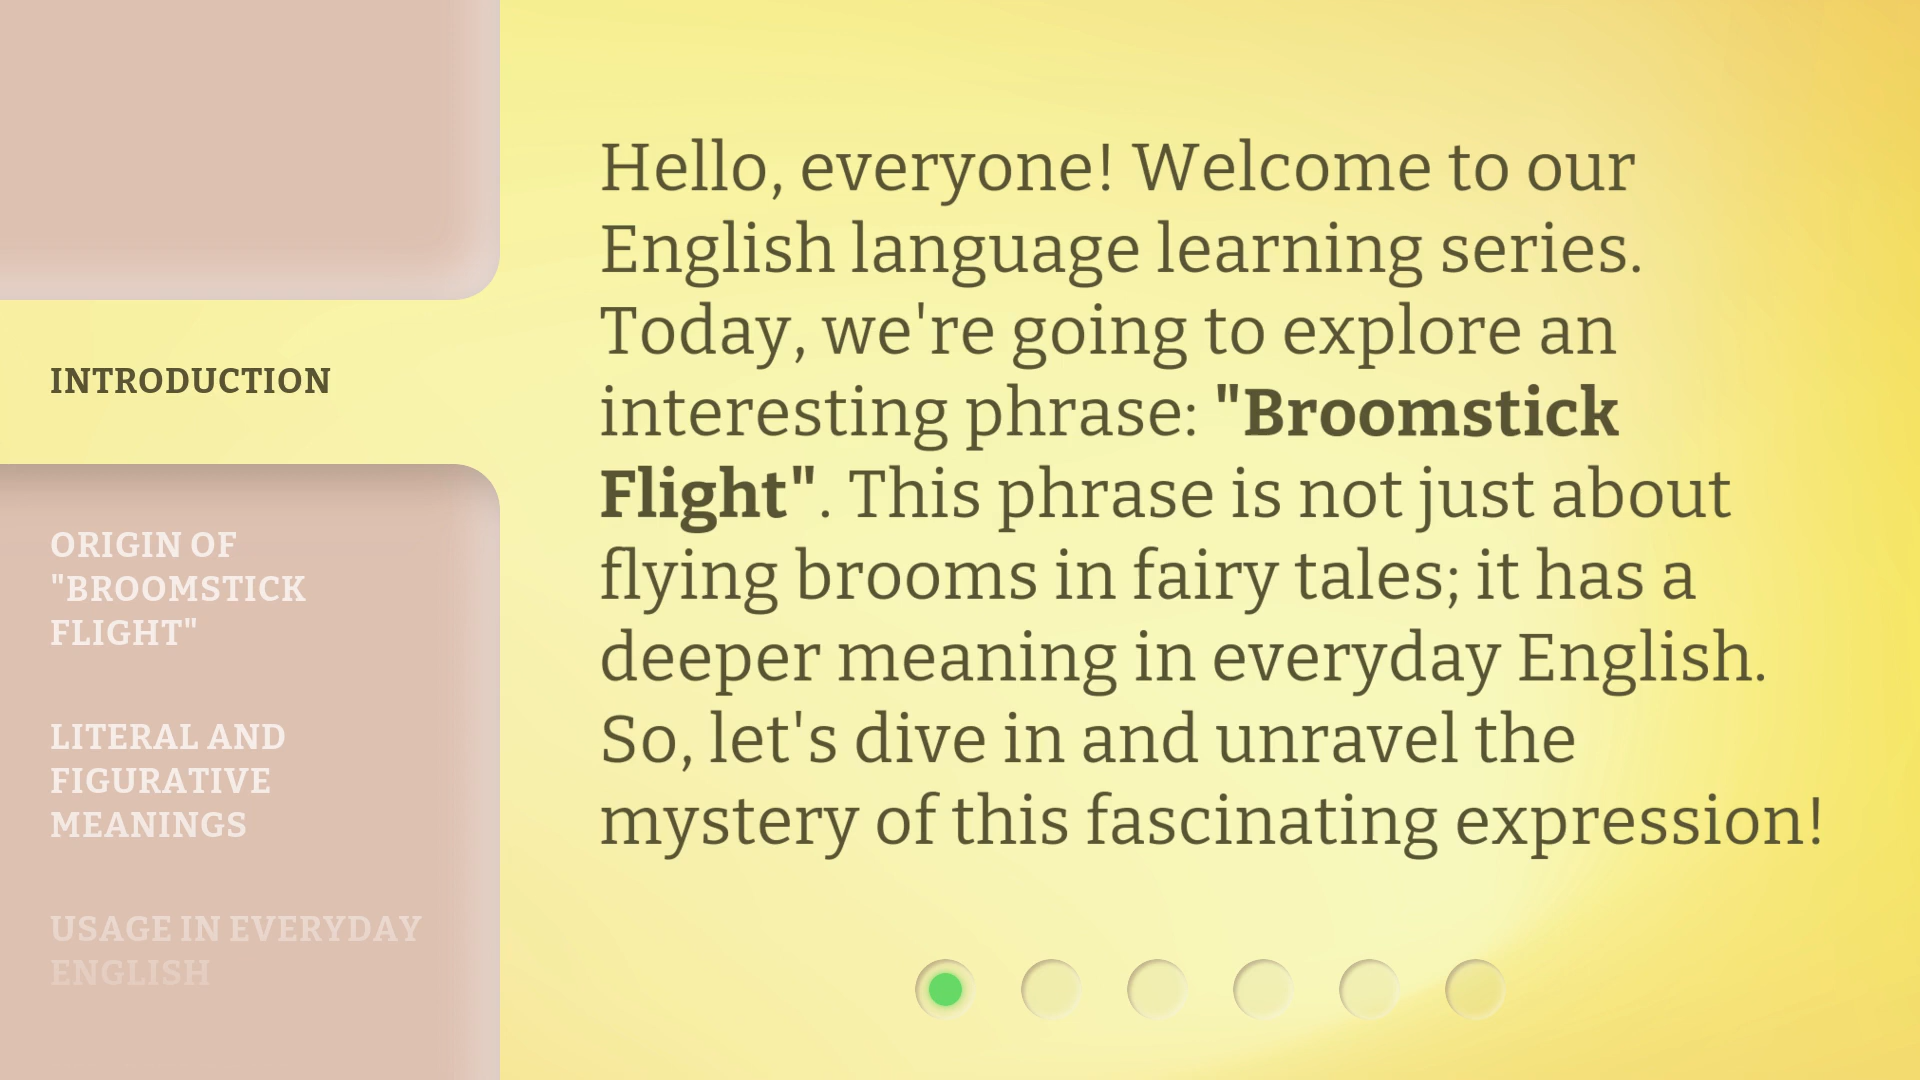 INTRODUCTION
ORIGIN OF
"BROOMSTICK
FLIGHT"
LITERAL AND
FIGURATIVE
MEANINGS
USAGE IN EVERYDAY
ENGLISH
Hello, everyone! Welcome to our
English language learning series.
Today, we're going to explore an
interesting phrase: "Broomstick
Flight". This phrase is not just about
flying brooms in fairy tales; it has a
deeper meaning in everyday English.
So, let's dive in and unravel the
mystery of this fascinating expression!